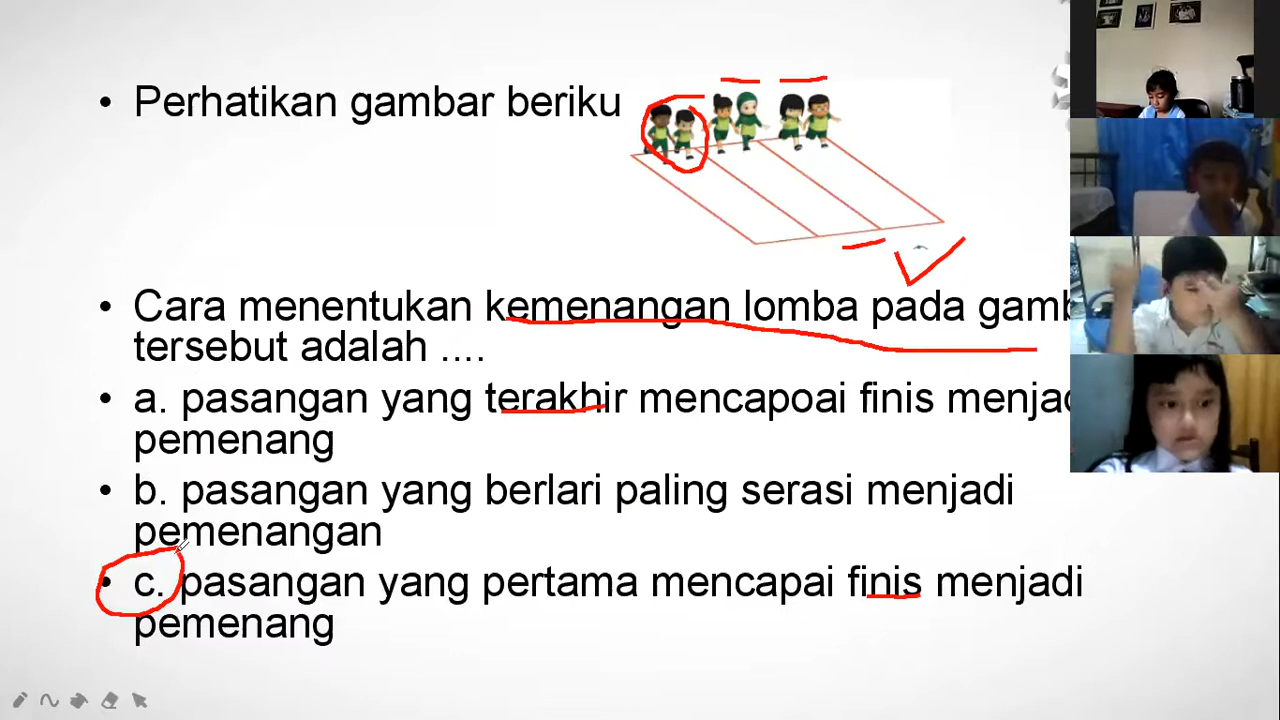 • Perhatikan gambar beriku
• Cara menentukan kemenangan lomba pada gamb
tersebut adalah ....
• a. pasangan yang terakhir mencapoai finis menjad
pemenang
• b. pasangan yang berlari paling serasi menjadi
pemenangan
• c. pasangan yang pertama mencapai finis menjadi
pemenang